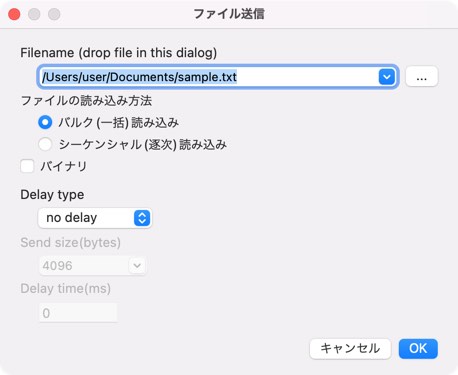 ファイル送信
Filename (drop file in this dialog)
/Users/user/Documents/sample.txt
...
ファイルの読み込み方法
バルク(一括)読み込み
シーケンシャル(逐次)読み込み
バイナリ
Delay type
no delay
Send size(bytes)
4096
Delay time(ms)
0
キャンセル OK